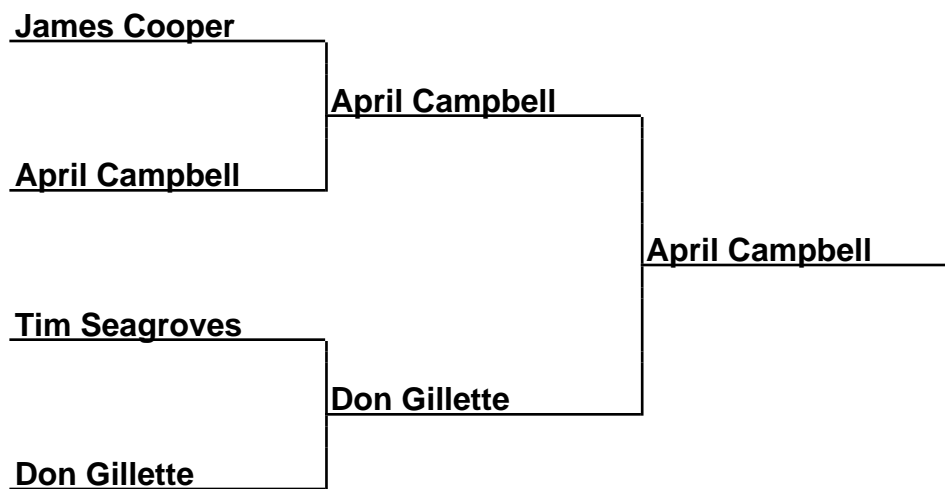 James Cooper
April Campbell
April Campbell
April Campbell
Tim Seagroves
Don Gillette
Don Gillette